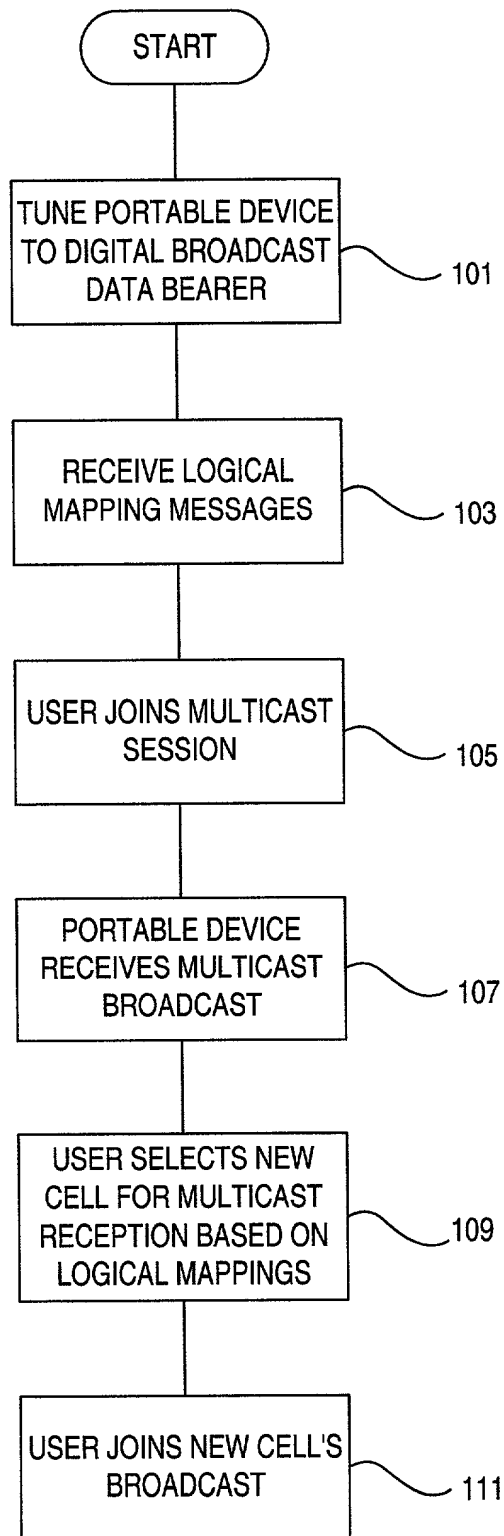 START
TUNE PORTABLE DEVICE
TO DIGITAL BROADCAST
DATA BEARER
101
RECEIVE LOGICAL
MAPPING MESSAGES
103
USER JOINS MULTICAST
SESSION
105
PORTABLE DEVICE
RECEIVES MULTICAST
BROADCAST
107
USER SELECTS NEW
CELL FOR MULTICAST
RECEPTION BASED ON
LOGICAL MAPPINGS
109
USER JOINS NEW CELL'S
BROADCAST
111